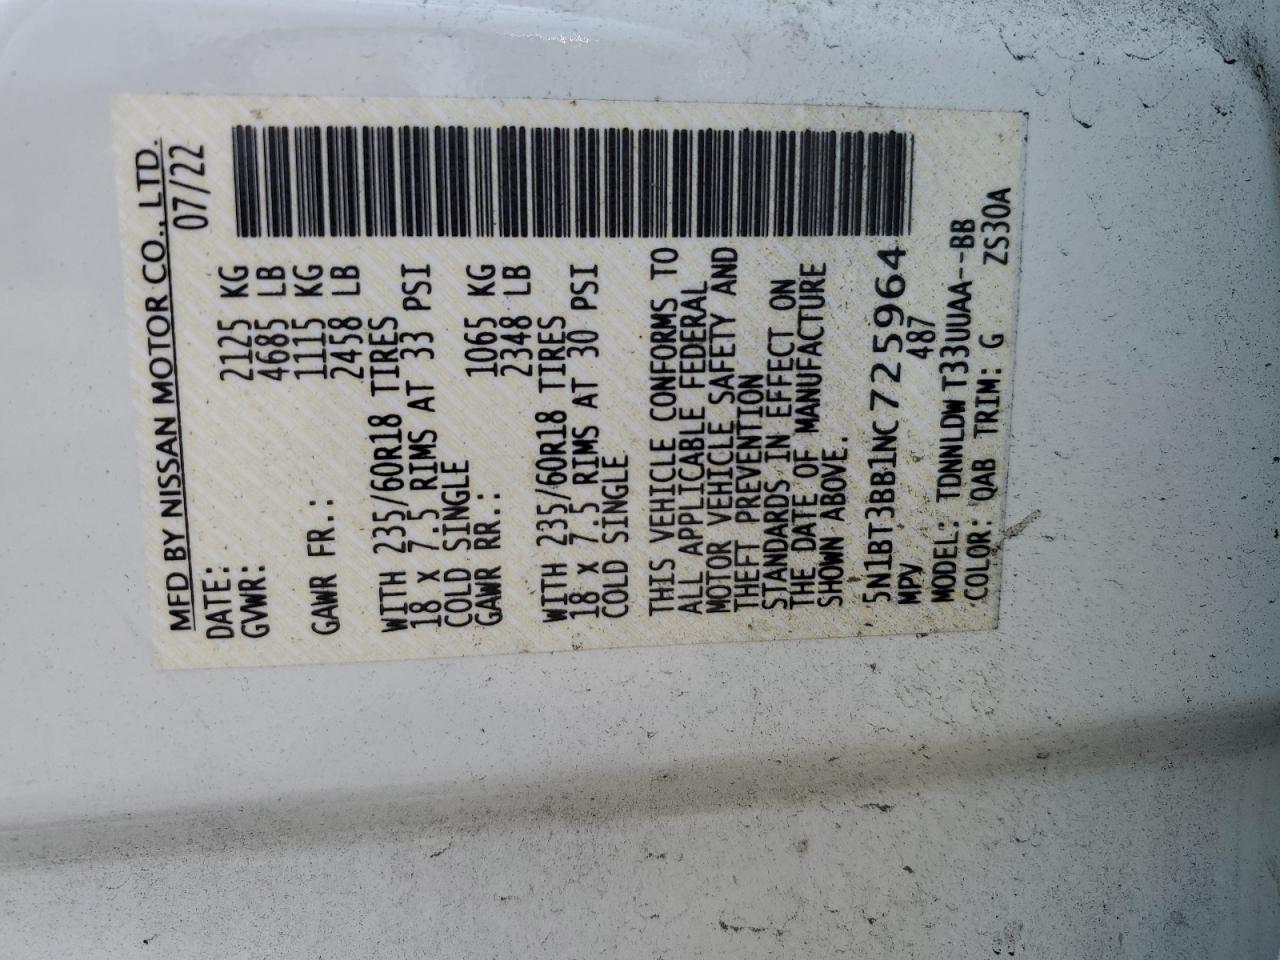 MFD BY NISSAN MOTOR CO., LTD.
DATE: 07/22
GVWR: 2125 KG
4685 LB
GAWR FR.: 1115 KG
2458 LB
WITH 235/60R18 TIRES
18 X 7.5 RIMS AT 33 PSI
COLD SINGLE
GAWR RR.: 1065 KG
2348 LB
WITH 235/60R18 TIRES
18 X 7.5 RIMS AT 30 PSI
COLD SINGLE
THIS VEHICLE CONFORMS TO
ALL APPLICABLE FEDERAL
MOTOR VEHICLE SAFETY AND
THEFT PREVENTION
STANDARDS IN EFFECT ON
THE DATE OF MANUFACTURE
SHOWN ABOVE.
5N1BT3BB1NC725964
MPV 487
MODEL: TDNNLDW T33UUAA--BB
COLOR: QAB TRIM: G ZS30A